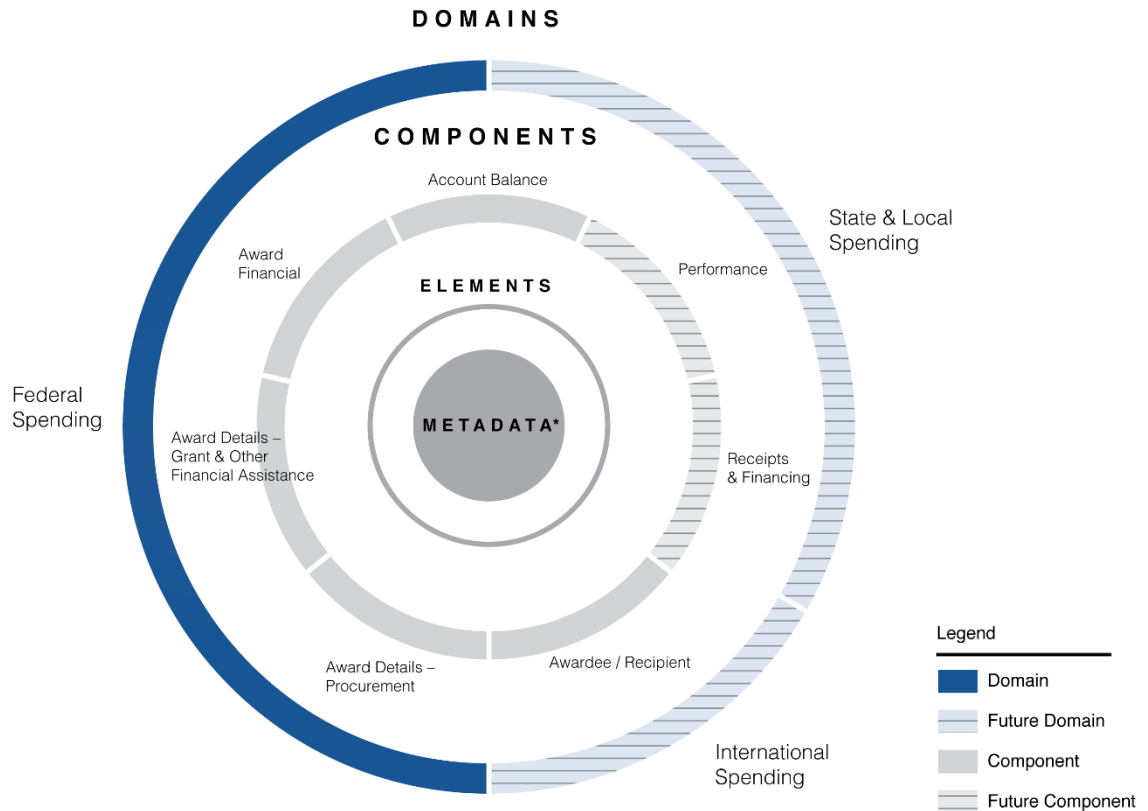 DOMAINS
COMPONENTS
Account Balance
State & Local
Spending
Award
Financial
Performance
ELEMENTS
Federal
Spending
METADATA*
Award Details –
Grant & Other
Financial Assistance
Receipts
& Financing
Award Details –
Procurement
Awardee / Recipient
International
Spending
Legend
Domain
Future Domain
Component
Future Component